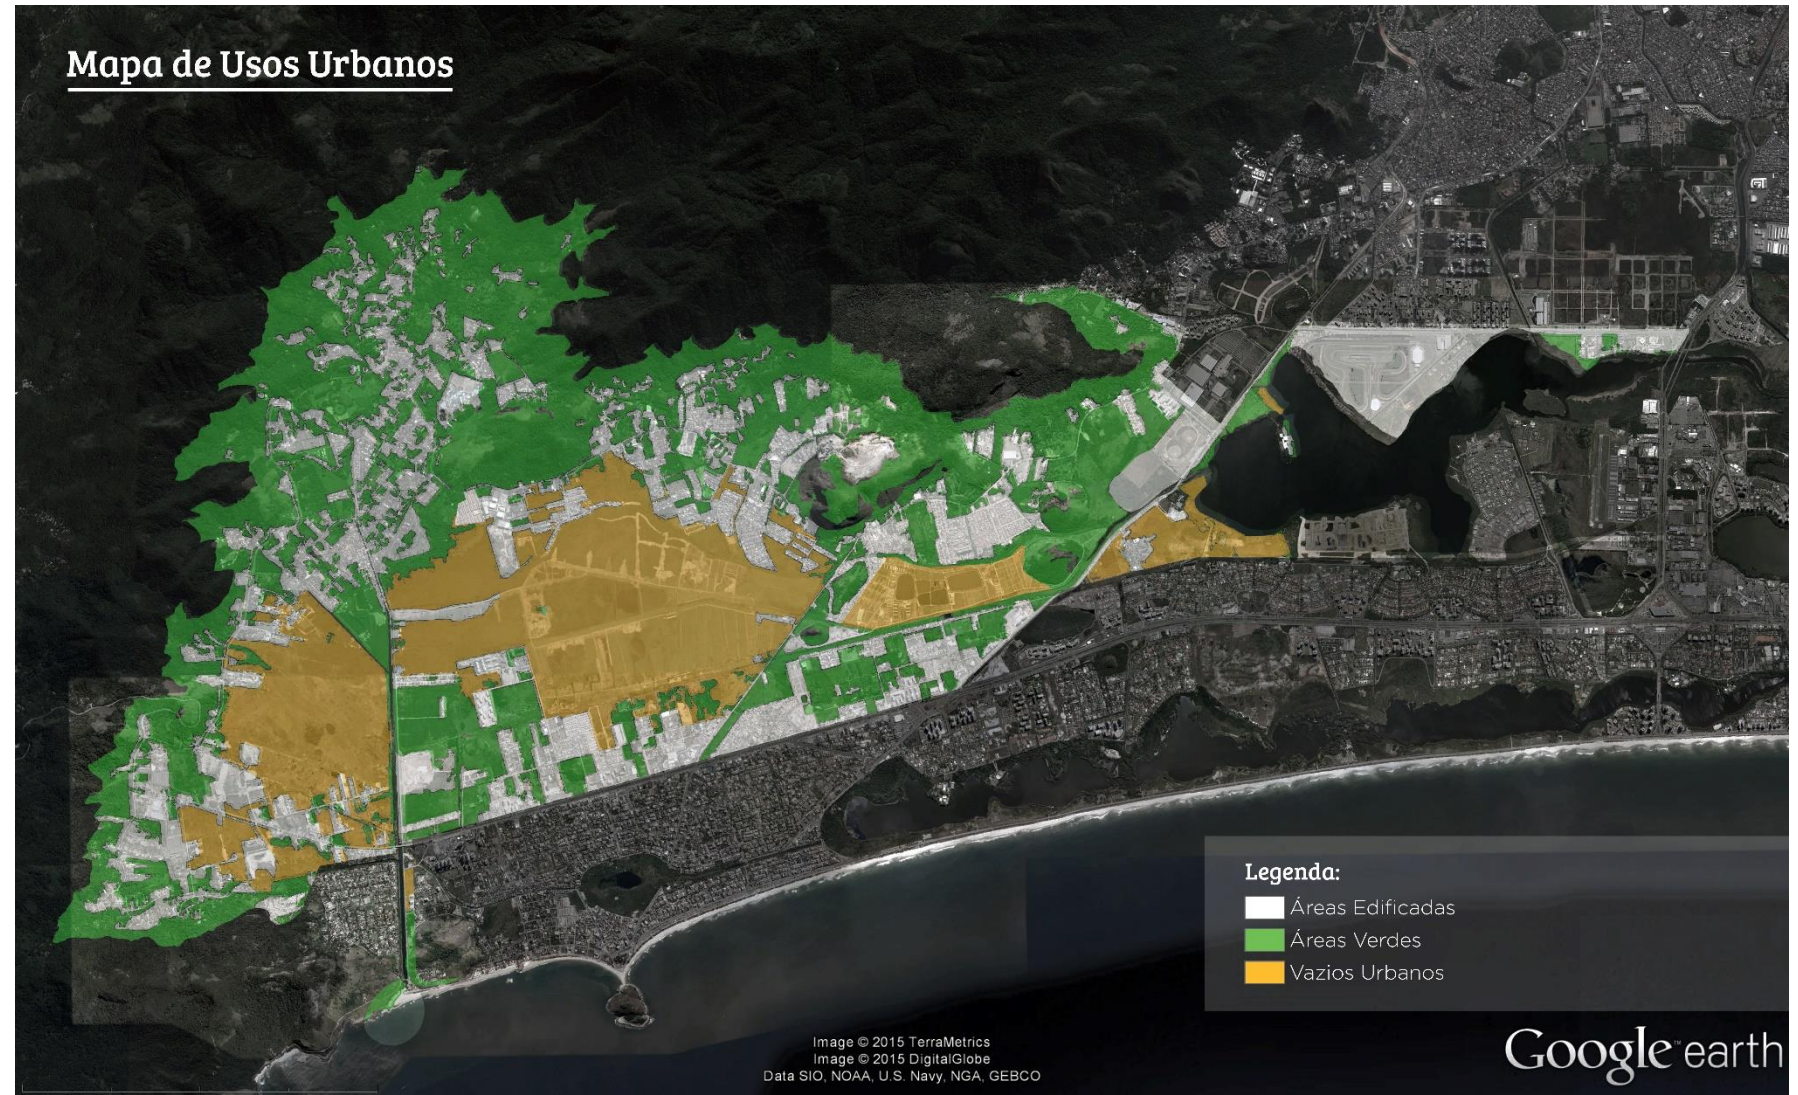 Mapa de Usos Urbanos
Legenda:
Áreas Edificadas
Áreas Verdes
Vazios Urbanos
Image © 2015 TerraMetrics
Image © 2015 DigitalGlobe
Data SIO, NOAA, U.S. Navy, NGA, GEBCO
Google™ earth